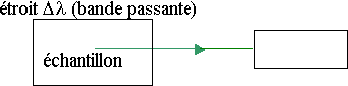 étroit Δλ (bande passante)
échantillon